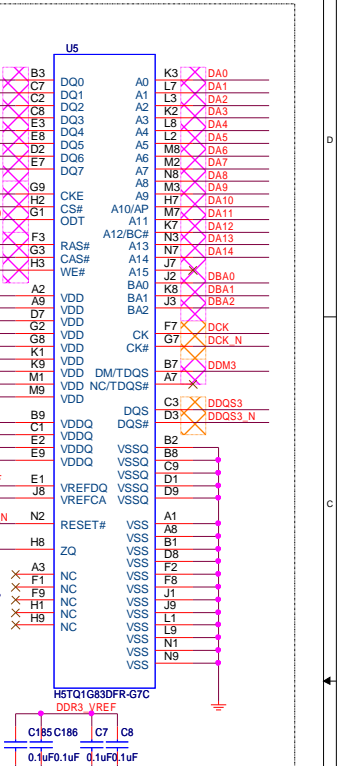 U5
B3 DQ0 A0 K3 DA0
C7 DQ1 A1 L7 DA1
C2 DQ2 A2 L3 DA2
C8 DQ3 A3 K2 DA3
E3 DQ4 A4 L8 DA4
E8 DQ5 A5 L2 DA5
D2 DQ6 A6 M8 DA6
E7 DQ7 A7 M2 DA7
A8 N8 DA8
G9 CKE A9 M3 DA9
H2 CS# A10/AP H7 DA10
G1 ODT A11 M7 DA11
A12/BC# K7 DA12
F3 RAS# A13 N3 DA13
G3 CAS# A14 N7 DA14
H3 WE# A15 J7
BA0 J2 DBA0
A2 VDD BA1 K8 DBA1
A9 VDD BA2 J3 DBA2
D7 VDD
G2 VDD CK F7 DCK
G8 VDD CK# G7 DCK_N
K1 VDD
K9 VDD DM/TDQS B7 DDM3
M1 VDD NC/TDQS# A7
M9 VDD
DQS C3 DDQS3
B9 VDDQ DQS# D3 DDQS3_N
C1 VDDQ
E2 VDDQ VSSQ B2
E9 VDDQ VSSQ B8
VSSQ C9
E1 VREFDQ VSSQ D1
J8 VREFCA VSSQ D9
N
N2 RESET# VSS A1
VSS A8
H8 ZQ VSS B1
VSS D8
A3 NC VSS F2
F1 NC VSS F8
F9 NC VSS J1
H1 NC VSS J9
H9 NC VSS L1
VSS L9
VSS N1
VSS N9
H5TQ1G83DFR-G7C
DDR3_VREF
C185 C186 C7 C8
0.1uF 0.1uF 0.1uF 0.1uF
D
C